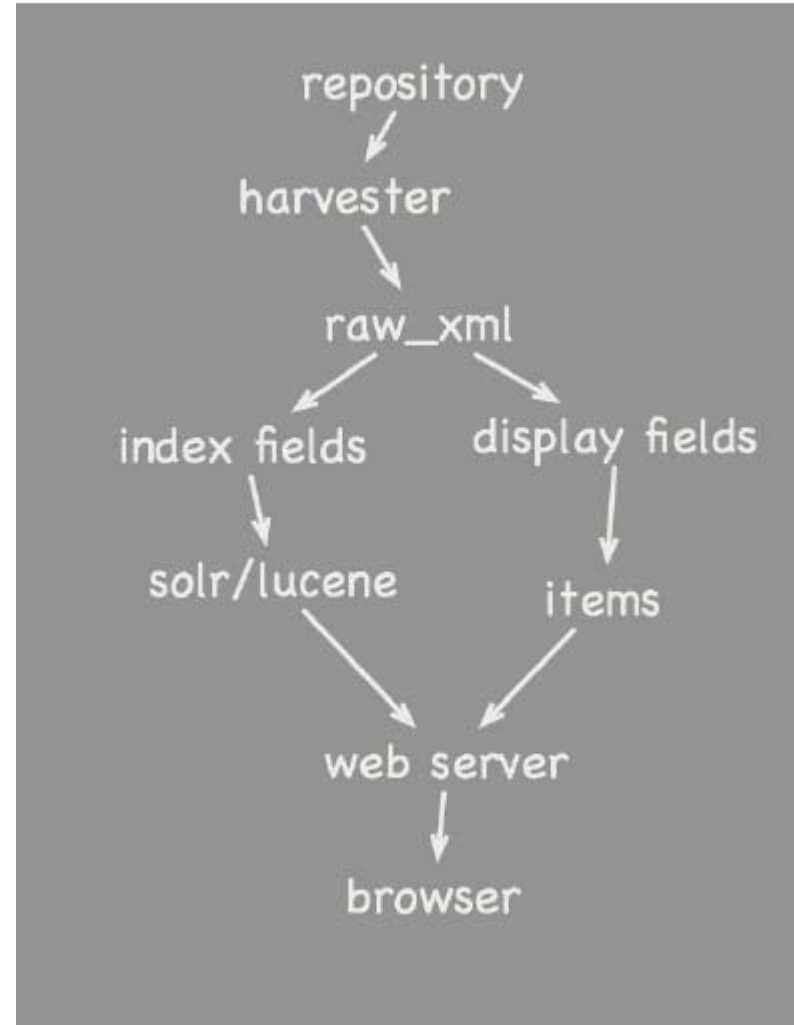 repository
harvester
raw_xml
index fields
display fields
solr/lucene
items
web server
browser